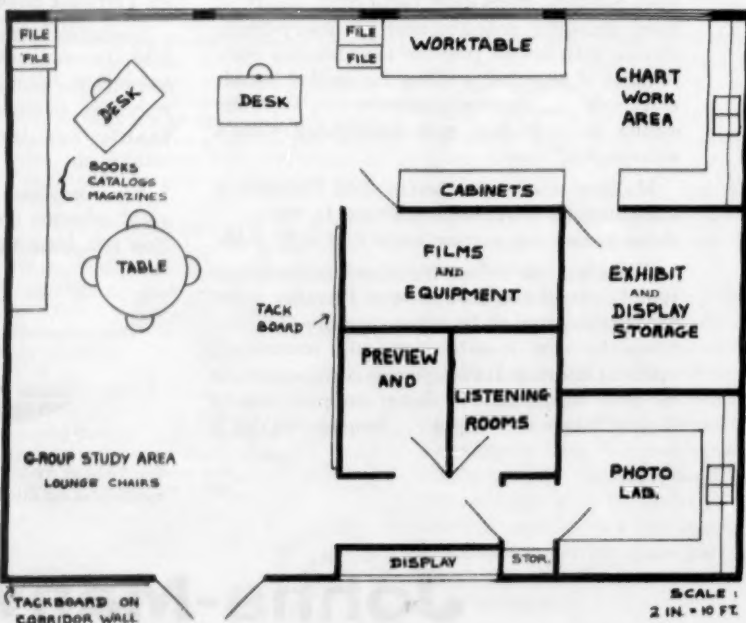 FILE
FILE
DESK
DESK
FILE
FILE
WORKTABLE
CHART
WORK
AREA
BOOKS
CATALOGS
MAGAZINES
CABINETS
TABLE
TACK
BOARD
FILMS
AND
EQUIPMENT
EXHIBIT
AND
DISPLAY
STORAGE
PREVIEW
AND
LISTENING
ROOMS
GROUP STUDY AREA
LOUNGE CHAIRS
PHOTO
LAB.
DISPLAY
STOR.
TACKBOARD ON
CORRIDOR WALL
SCALE :
2 IN. = 10 FT.